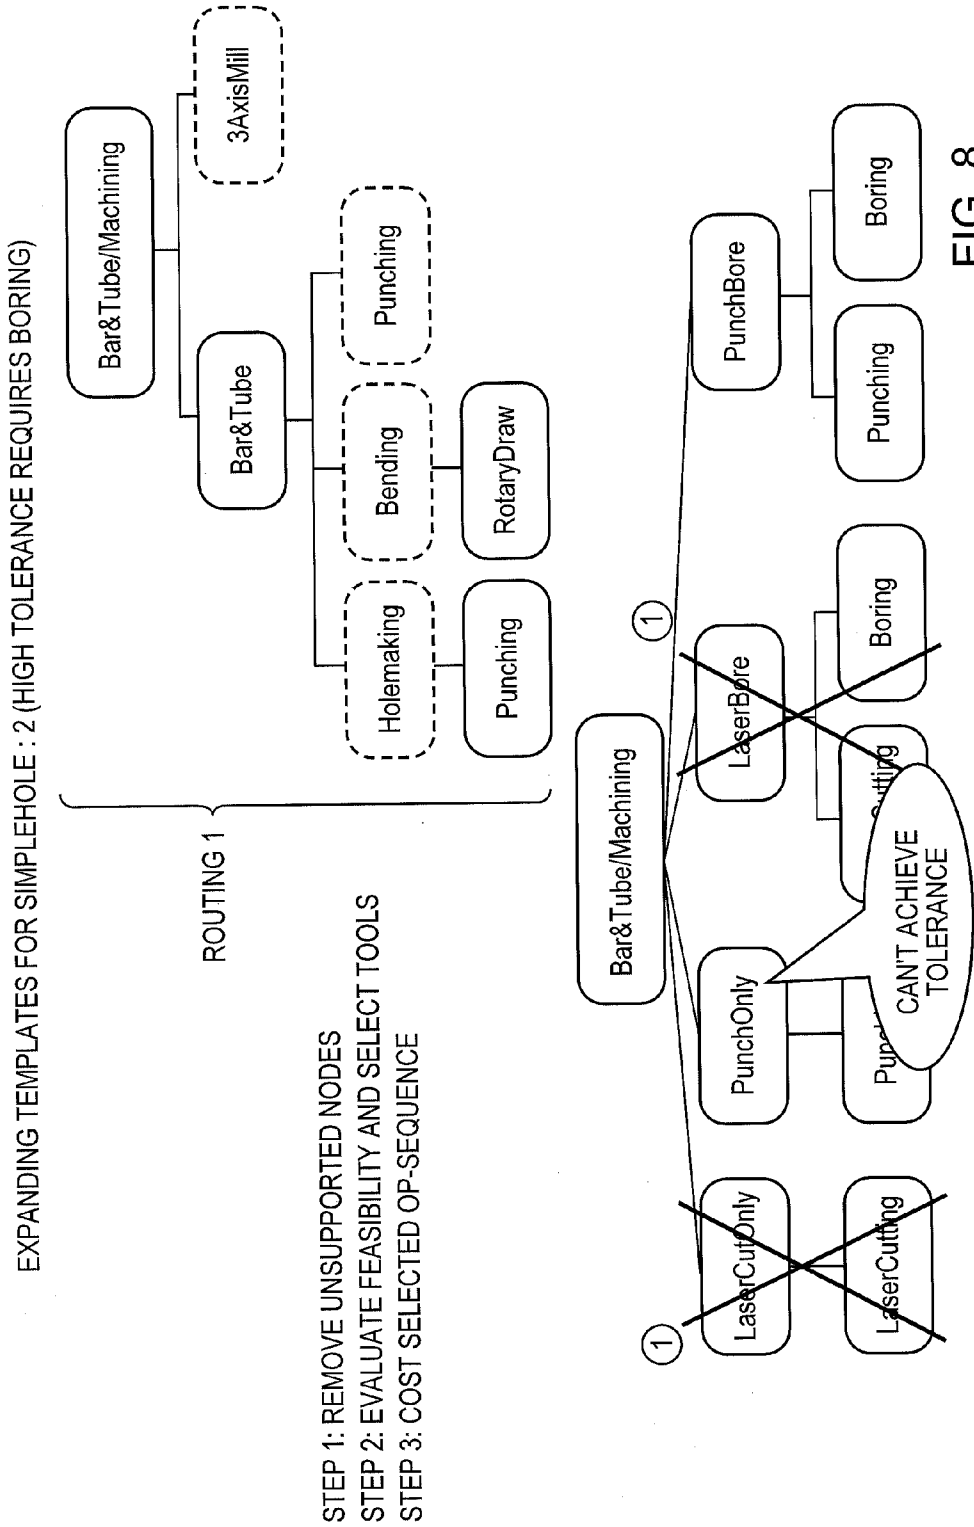 EXPANDING TEMPLATES FOR SIMPLEHOLE : 2 (HIGH TOLERANCE REQUIRES BORING)
Bar&Tube/Machining
Bar&Tube
3AxisMill
Holemaking
Bending
Punching
Punching
RotaryDraw
ROUTING 1
STEP 1: REMOVE UNSUPPORTED NODES
STEP 2: EVALUATE FEASIBILITY AND SELECT TOOLS
STEP 3: COST SELECTED OP-SEQUENCE
Bar&Tube/Machining
1
1
LaserCutOnly
PunchOnly
LaserBore
PunchBore
LaserCutting
Cutting
Boring
Punching
Boring
CAN'T ACHIEVE
TOLERANCE
FIG. 8